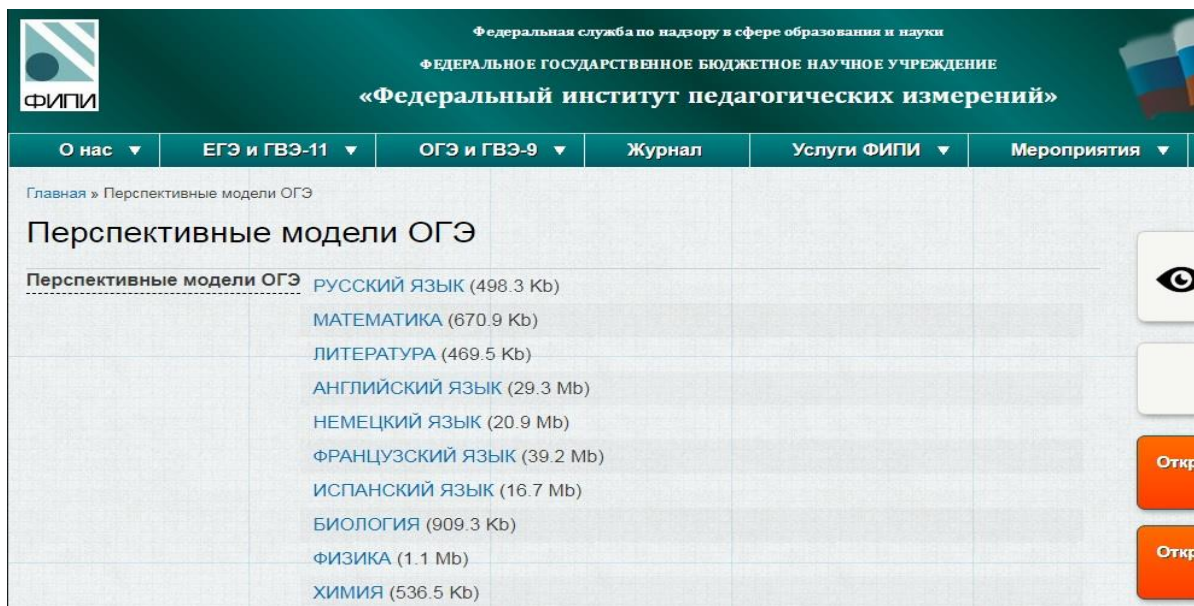 Федеральная служба по надзору в сфере образования и науки
ФЕДЕРАЛЬНОЕ ГОСУДАРСТВЕННОЕ БЮДЖЕТНОЕ НАУЧНОЕ УЧРЕЖДЕНИЕ
«Федеральный институт педагогических измерений»
ФИПИ
О нас ▼ ЕГЭ и ГВЭ-11 ▼ ОГЭ и ГВЭ-9 ▼ Журнал Услуги ФИПИ ▼ Мероприятия ▼
Главная » Перспективные модели ОГЭ
Перспективные модели ОГЭ
Перспективные модели ОГЭ РУССКИЙ ЯЗЫК (498.3 Kb)
МАТЕМАТИКА (670.9 Kb)
ЛИТЕРАТУРА (469.5 Kb)
АНГЛИЙСКИЙ ЯЗЫК (29.3 Mb)
НЕМЕЦКИЙ ЯЗЫК (20.9 Mb)
ФРАНЦУЗСКИЙ ЯЗЫК (39.2 Mb)
ИСПАНСКИЙ ЯЗЫК (16.7 Mb)
БИОЛОГИЯ (909.3 Kb)
ФИЗИКА (1.1 Mb)
ХИМИЯ (536.5 Kb)